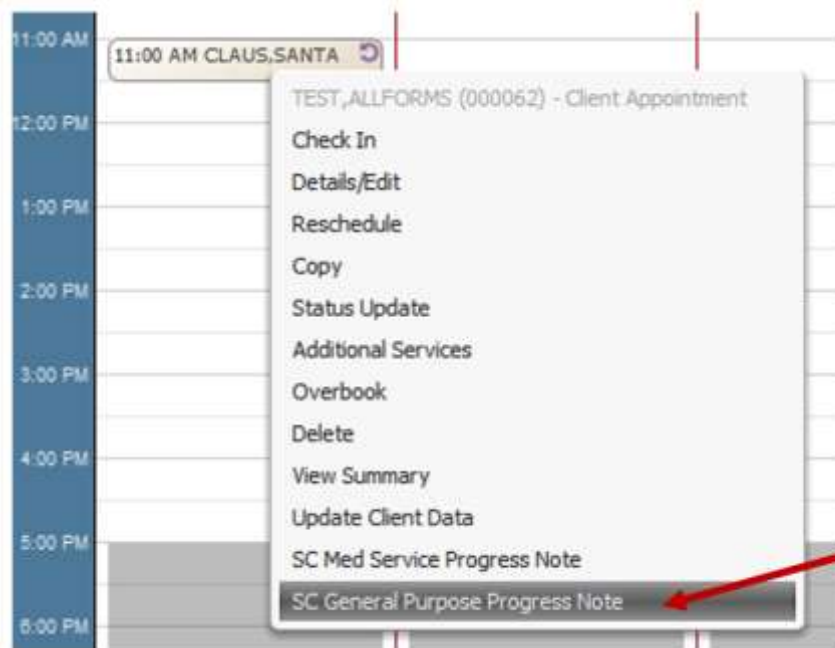 11:00 AM
11:00 AM CLAUS,SANTA
TEST,ALLFORMS (000062) - Client Appointment
12:00 PM
Check In
Details/Edit
1:00 PM
Reschedule
Copy
2:00 PM
Status Update
Additional Services
3:00 PM
Overbook
Delete
4:00 PM
View Summary
Update Client Data
5:00 PM
SC Med Service Progress Note
SC General Purpose Progress Note
6:00 PM